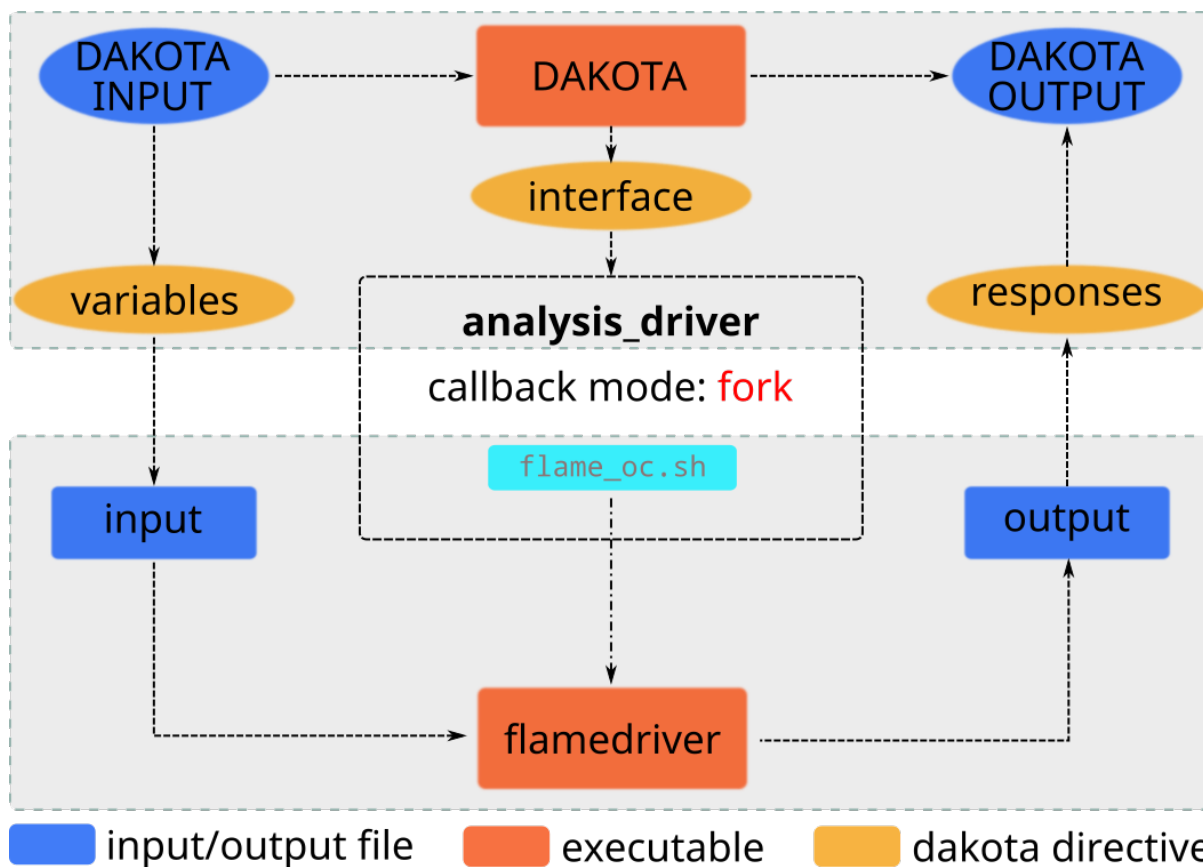 DAKOTA
INPUT
DAKOTA
DAKOTA
OUTPUT
interface
variables
responses
analysis_driver
callback mode: fork
flame_oc.sh
input
output
flamedriver
input/output file
executable
dakota directive